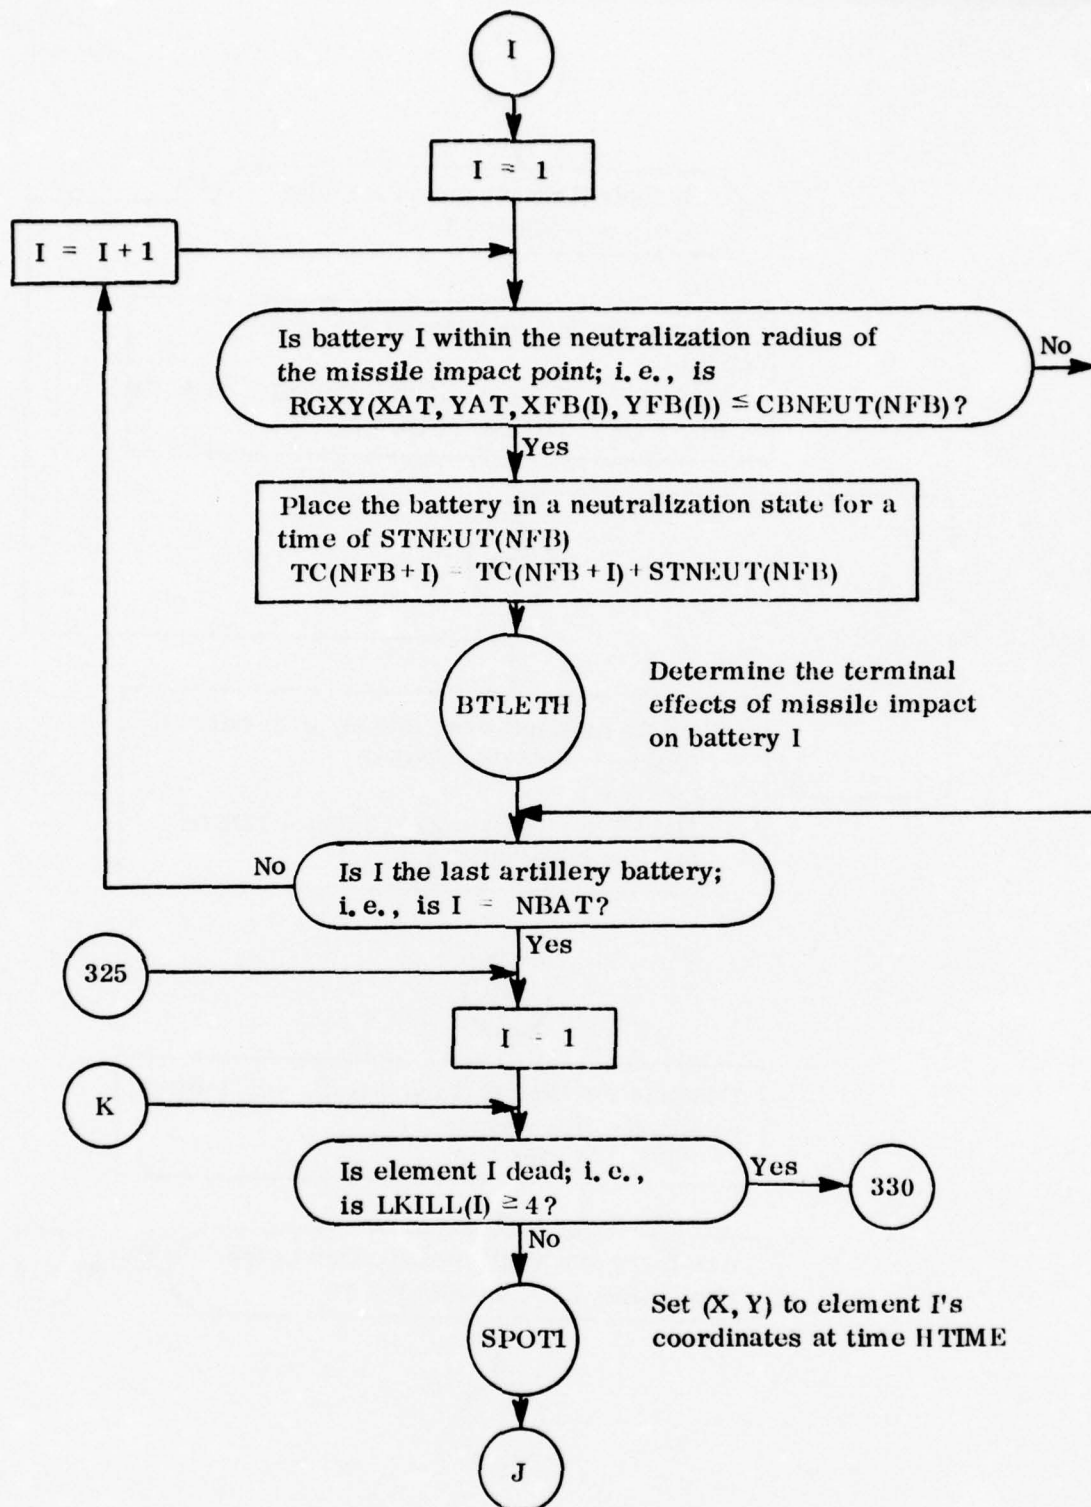 I
I = 1
I = I + 1
Is battery I within the neutralization radius of
the missile impact point; i. e., is
RGXY(XAT, YAT, XFB(I), YFB(I)) ≤ CBNEUT(NFB)?
No
Yes
Place the battery in a neutralization state for a
time of STNEUT(NFB)
TC(NFB + I) - TC(NFB + I) + STNEUT(NFB)
BTLETH
Determine the terminal
effects of missile impact
on battery I
No
Is I the last artillery battery;
i. e., is I = NBAT?
Yes
325
I - 1
K
Is element I dead; i. e.,
is LKILL(I) ≥ 4?
Yes
330
No
SPOT1
Set (X, Y) to element I's
coordinates at time HTIME
J